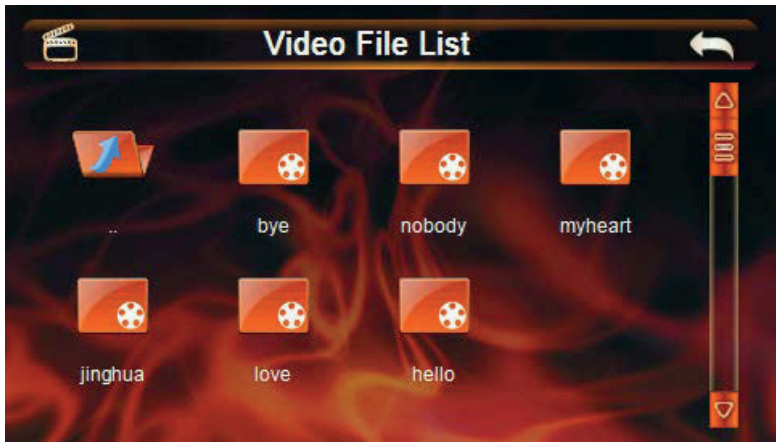 Video File List
..
bye
nobody
myheart
jinghua
love
hello